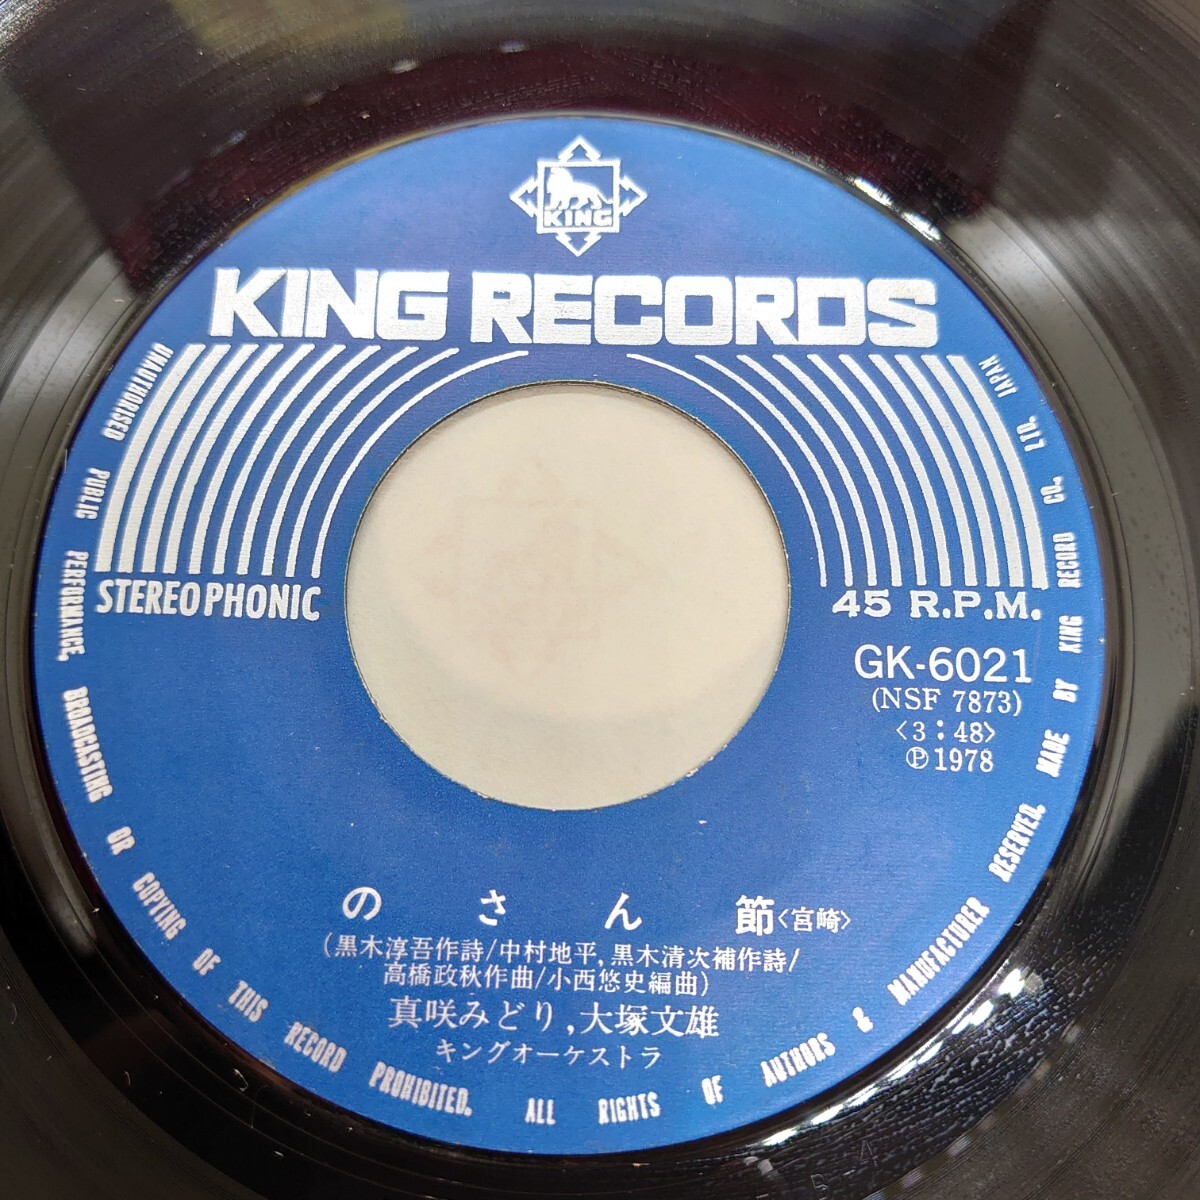 KING
KING RECORDS
STEREOPHONIC
45 R.P.M.
GK-6021
(NSF 7873)
<3:48>
Ⓟ1978
のさん節<宮崎>
(黒木淳吾作詩/中村地平,黒木清次補作詩/
高橋政秋作曲/小西悠史編曲)
真咲みどり,大塚文雄
キングオーケストラ
UNAUTHORISED PUBLIC PERFORMANCE, BROADCASTING OR COPYING OF THIS RECORD PROHIBITED. ALL RIGHTS OF AUTHORS & MANUFACTURER RESERVED. MADE BY KING RECORD CO., LTD. JAPAN